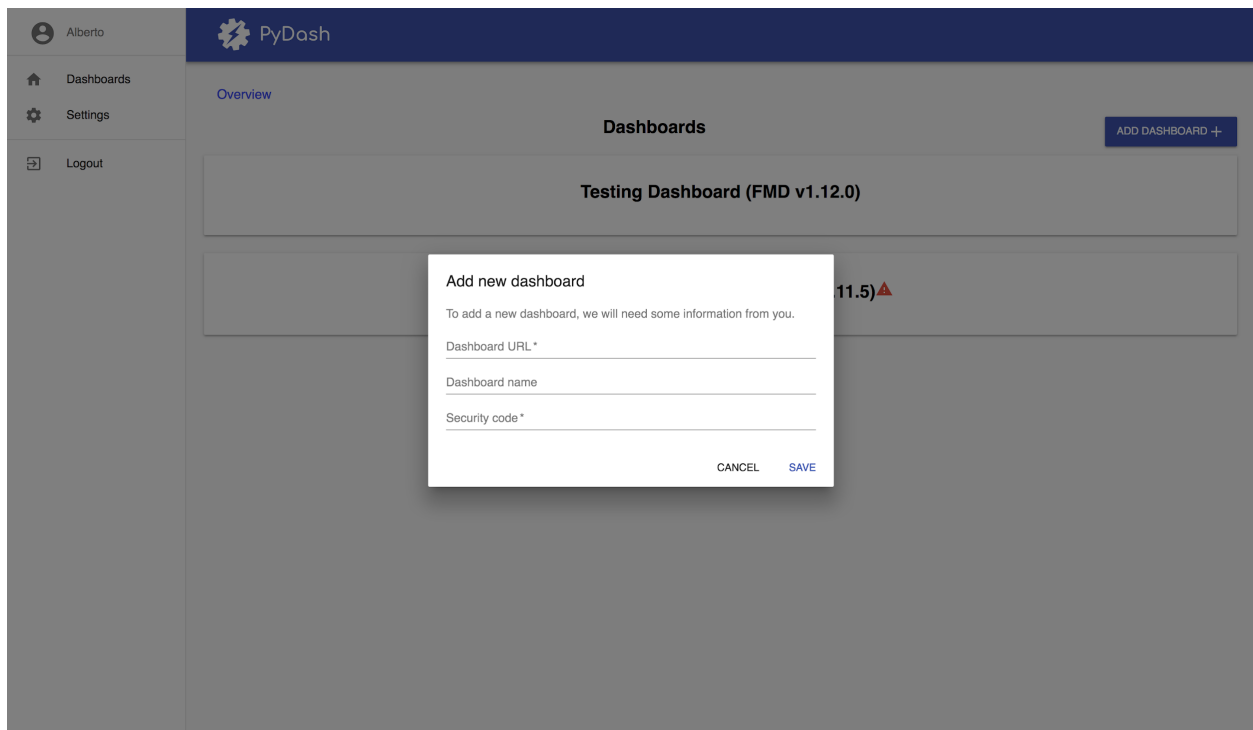 Alberto
PyDash
Dashboards
Settings
Logout
Overview
Dashboards
ADD DASHBOARD +
Testing Dashboard (FMD v1.12.0)
.11.5)
Add new dashboard
To add a new dashboard, we will need some information from you.
Dashboard URL *
Dashboard name
Security code *
CANCEL SAVE